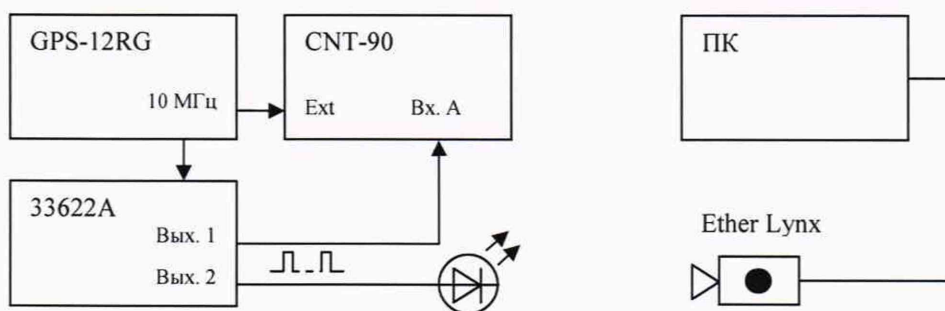 GPS-12RG
10 МГц
CNT-90
Ext Вх. А
ПК
33622A
Вых. 1
Вых. 2
Ether Lynx